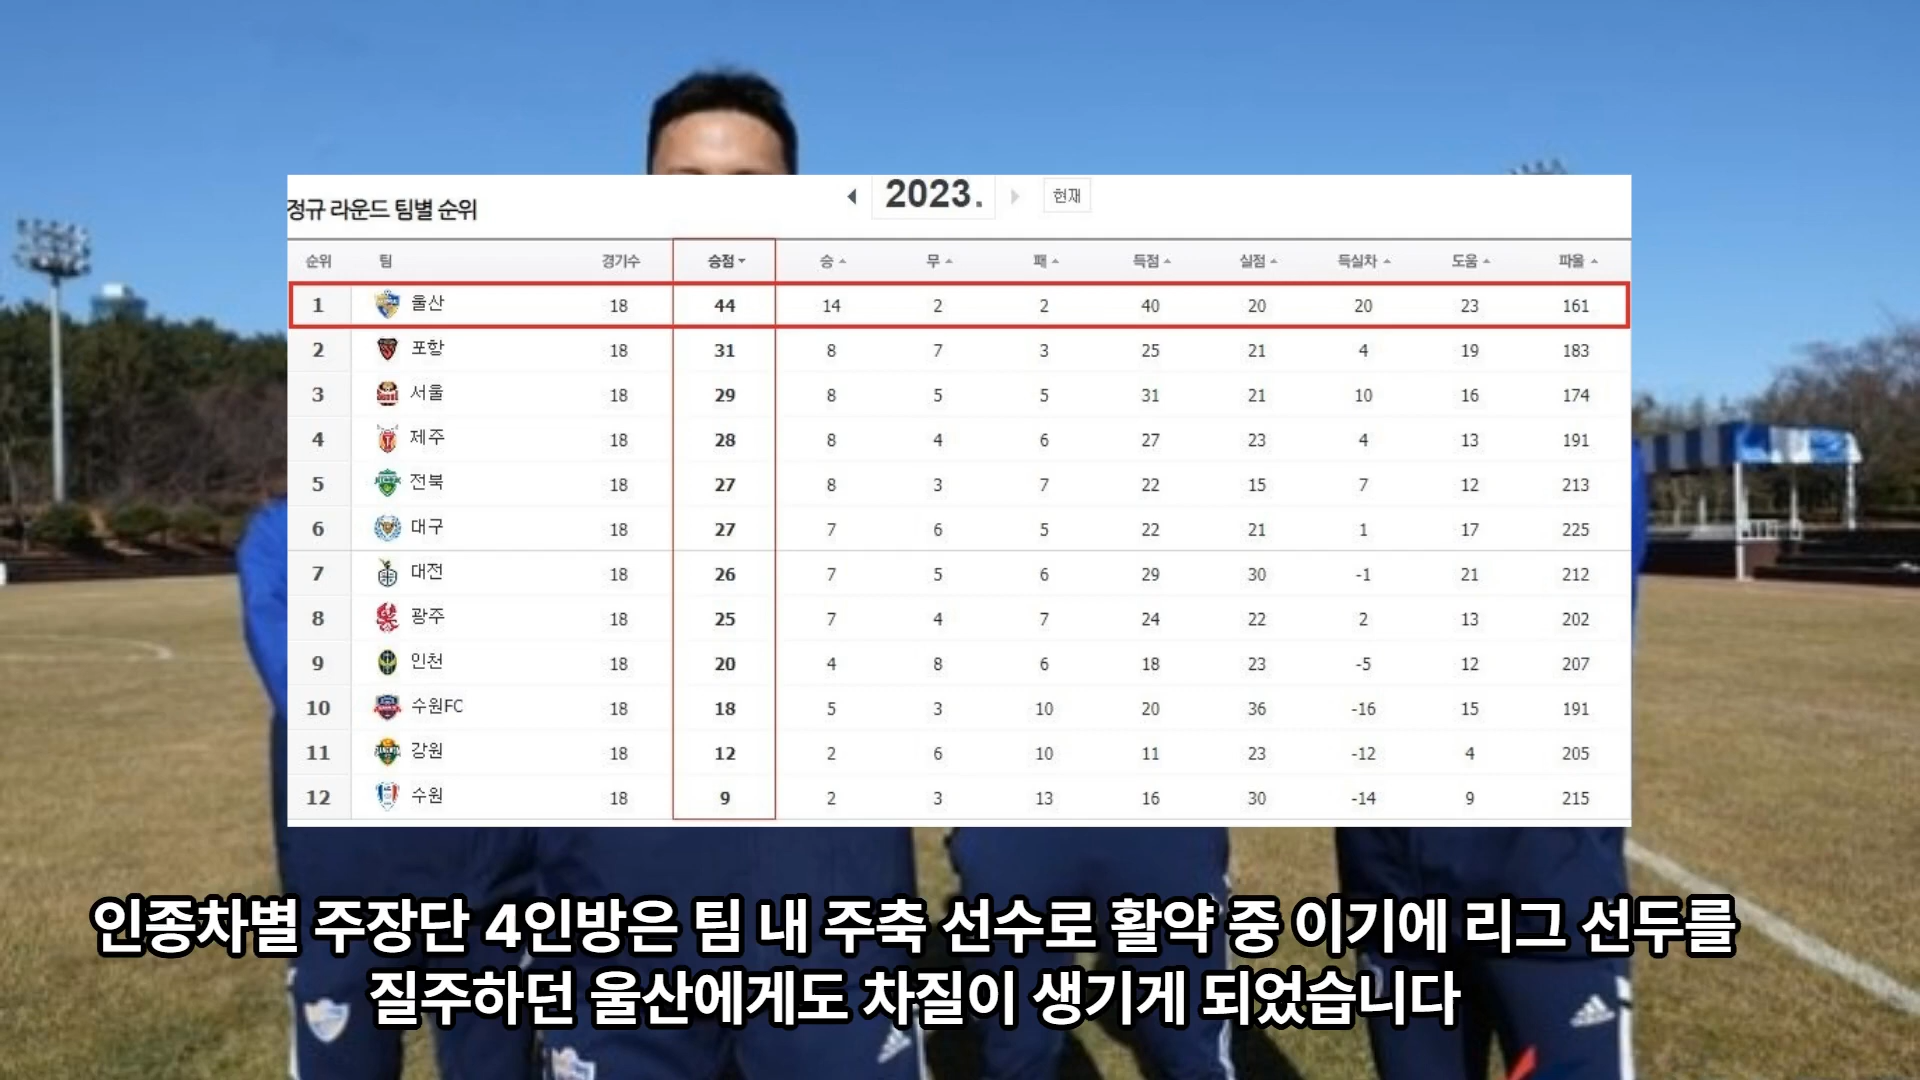 2023.
현재
정규 라운드 팀별 순위
순위 팀 경기수 승점 승 무 패 득점 실점 득실차 도움 파울
1 울산 18 44 14 2 2 40 20 20 23 161
2 포항 18 31 8 7 3 25 21 4 19 183
3 서울 18 29 8 5 5 31 21 10 16 174
4 제주 18 28 8 4 6 27 23 4 13 191
5 전북 18 27 8 3 7 22 15 7 12 213
6 대구 18 27 7 6 5 22 21 1 17 225
7 대전 18 26 7 5 6 29 30 -1 21 212
8 광주 18 25 7 4 7 24 22 2 13 202
9 인천 18 20 4 8 6 18 23 -5 12 207
10 수원FC 18 18 5 3 10 20 36 -16 15 191
11 강원 18 12 2 6 10 11 23 -12 4 205
12 수원 18 9 2 3 13 16 30 -14 9 215
인종차별 주장단 4인방은 팀 내 주축 선수로 활약 중 이기에 리그 선두를
질주하던 울산에게도 차질이 생기게 되었습니다